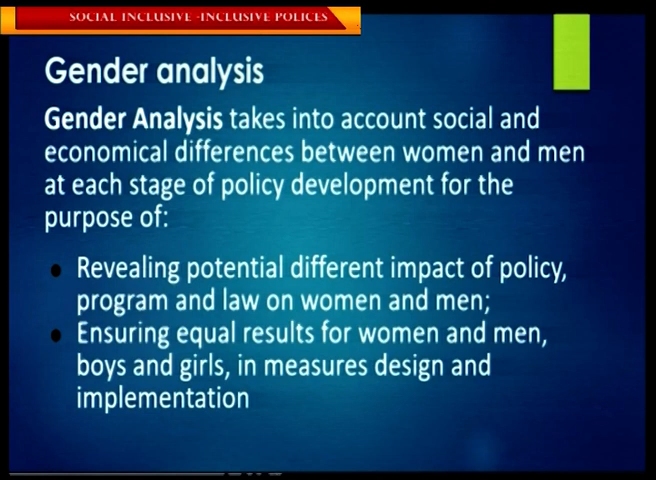 SOCIAL INCLUSIVE -INCLUSIVE POLICES
Gender analysis
Gender Analysis takes into account social and
economical differences between women and men
at each stage of policy development for the
purpose of:
● Revealing potential different impact of policy,
program and law on women and men;
● Ensuring equal results for women and men,
boys and girls, in measures design and
implementation